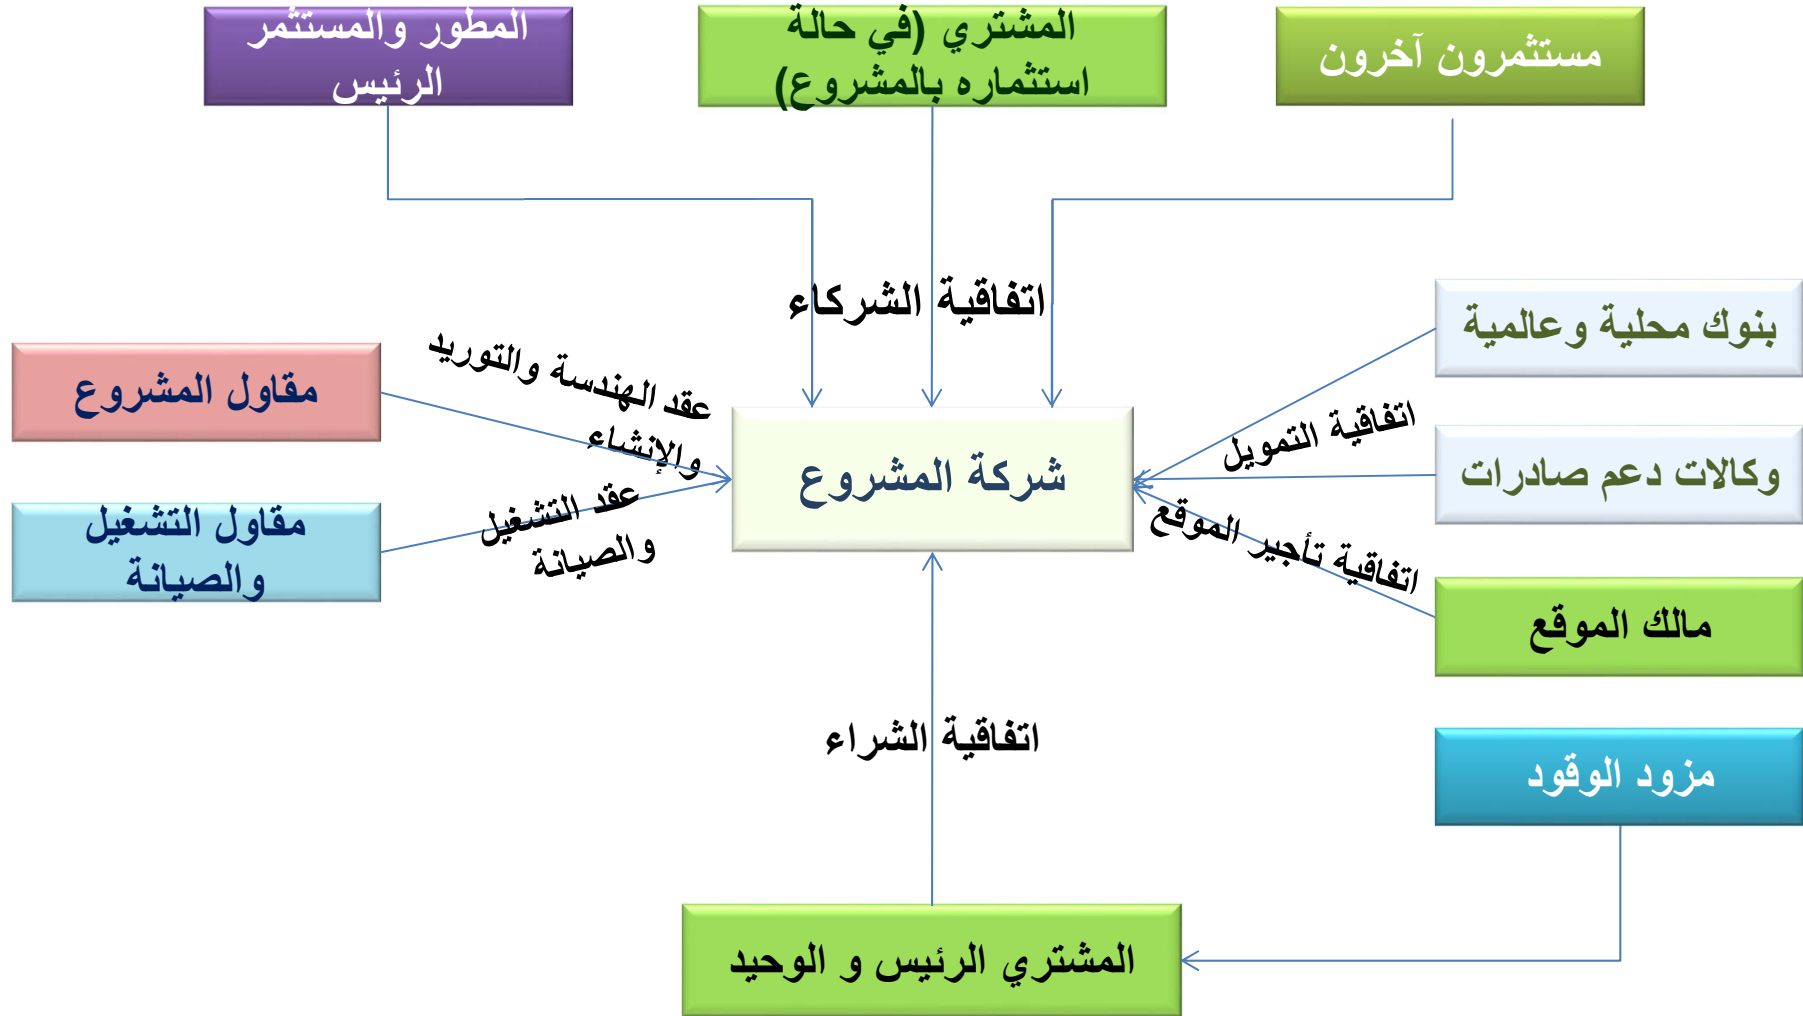 مستثمرون آخرون
المشتري (في حالة
استثماره بالمشروع)
المطور والمستثمر
الرئيس
اتفاقية الشركاء
بنوك محلية وعالمية
اتفاقية التمويل
وكالات دعم صادرات
اتفاقية تأجير الموقع
مالك الموقع
شركة المشروع
عقد الهندسة والتوريد
والإنشاء
مقاول المشروع
عقد التشغيل
والصيانة
مقاول التشغيل
والصيانة
اتفاقية الشراء
مزود الوقود
المشتري الرئيس و الوحيد